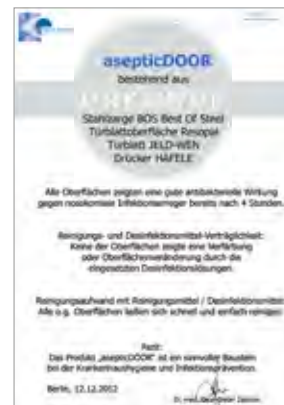 asepticDOOR
bestehend aus
Stahlzarge BOS Best Of Steel
Türblattoberfläche Resopal
Türblatt JELD-WEN
Drücker HÄFELE
Alle Oberflächen zeigten eine gute antibakterielle Wirkung
gegen nosokomiale Infektionserreger bereits nach 4 Stunden.
Reinigungs- und Desinfektionsmittel-Verträglichkeit:
Keine der Oberflächen zeigte eine Verfärbung
oder Oberflächenveränderung durch die
eingesetzten Desinfektionslösungen.
Reinigungsaufwand mit Reinigungsmittel / Desinfektionsmittel
Alle o.g. Oberflächen ließen sich schnell und einfach reinigen
Fazit:
Das Produkt „asepticDOOR" ist ein sinnvoller Baustein
bei der Krankenhaushygiene und Infektionsprävention.
Berlin, 12.12.2012